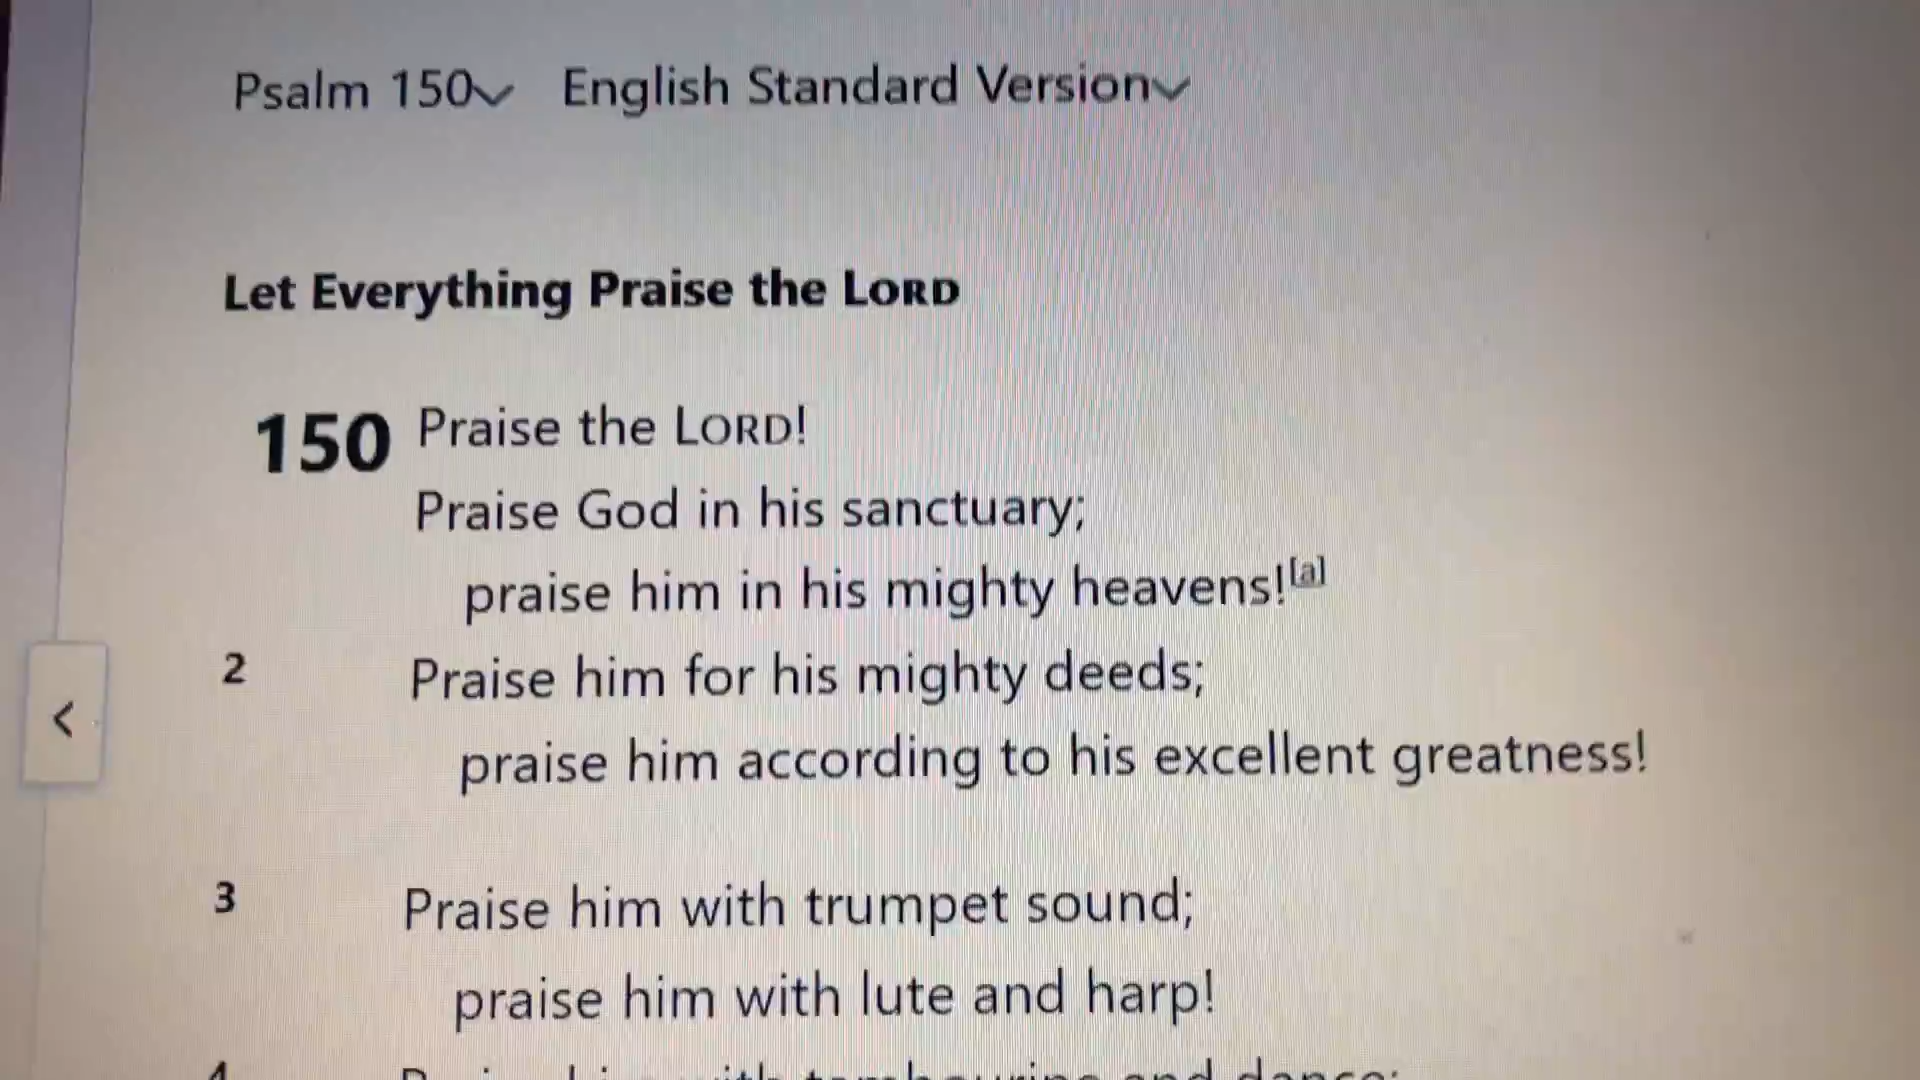 Psalm 150 English Standard Version
Let Everything Praise the LORD
150 Praise the LORD!
Praise God in his sanctuary;
praise him in his mighty heavens![a]
2 Praise him for his mighty deeds;
praise him according to his excellent greatness!
3 Praise him with trumpet sound;
praise him with lute and harp!